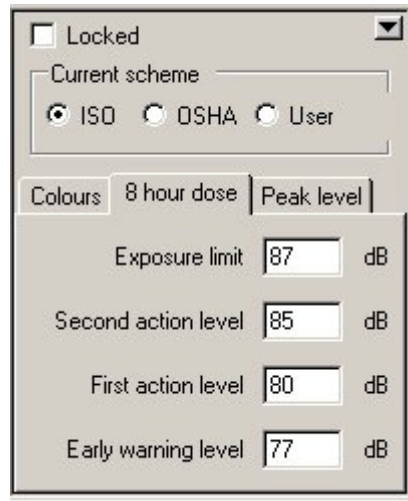 Locked
Current scheme
ISO OSHA User
Colours 8 hour dose Peak level
Exposure limit 87 dB
Second action level 85 dB
First action level 80 dB
Early warning level 77 dB